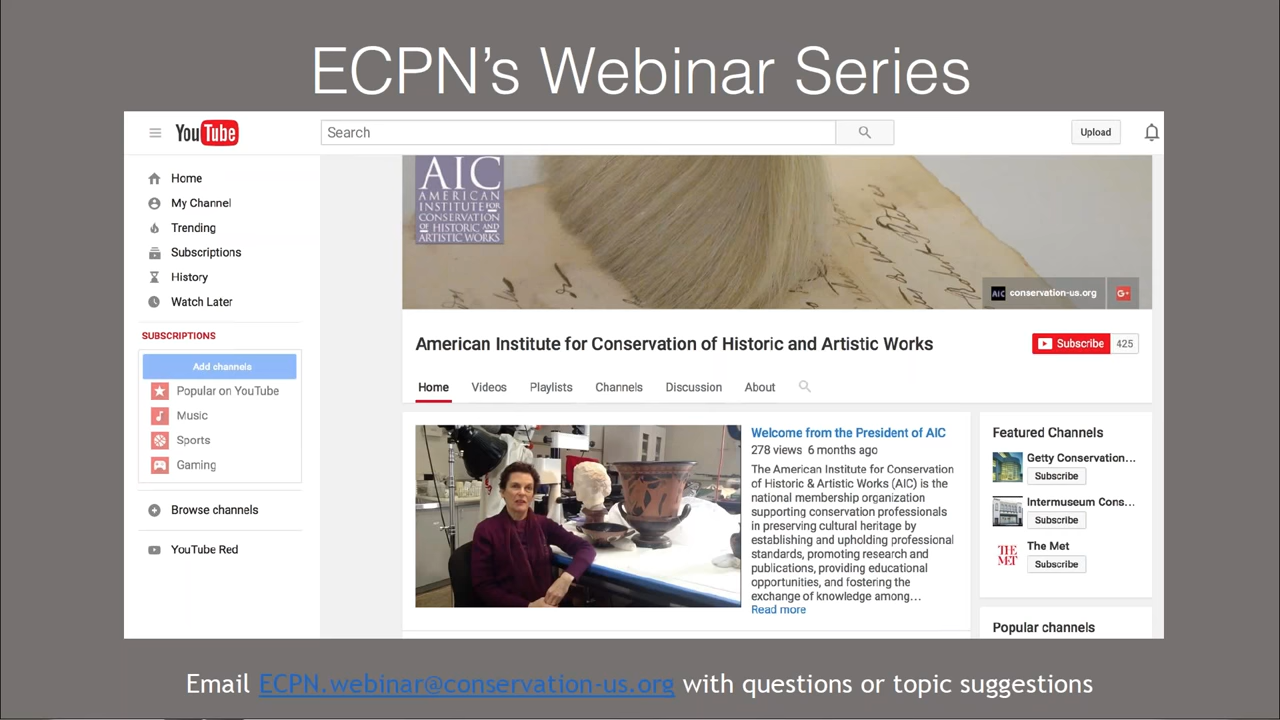 ECPN's Webinar Series
YouTube
Search
Upload
Home
My Channel
Trending
Subscriptions
History
Watch Later
SUBSCRIPTIONS
Add channels
Popular on YouTube
Music
Sports
Gaming
Browse channels
YouTube Red
AIC
AMERICAN
INSTITUTE FOR
CONSERVATION
OF HISTORIC AND
ARTISTIC WORKS
AIC conservation-us.org
G+
American Institute for Conservation of Historic and Artistic Works
Subscribe 425
Home Videos Playlists Channels Discussion About
Welcome from the President of AIC
278 views 6 months ago
The American Institute for Conservation
of Historic & Artistic Works (AIC) is the
national membership organization
supporting conservation professionals
in preserving cultural heritage by
establishing and upholding professional
standards, promoting research and
publications, providing educational
opportunities, and fostering the
exchange of knowledge among…
Read more
Featured Channels
Getty Conservation...
Subscribe
Intermuseum Cons...
Subscribe
THE MET
The Met
Subscribe
Popular channels
Email ECPN.webinar@conservation-us.org with questions or topic suggestions